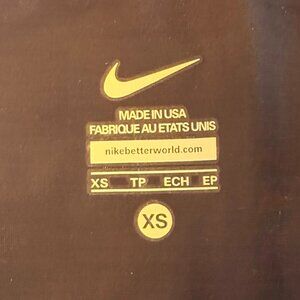 MADE IN USA
FABRIQUE AU ETATS UNIS
nikebetterworld.com
XS TP ECH EP
XS